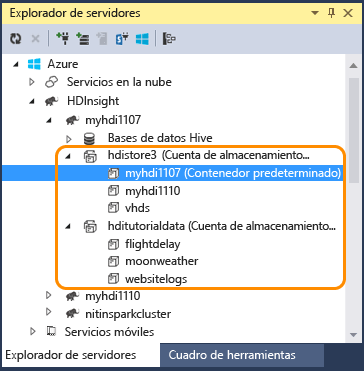 Explorador de servidores
Azure
Servicios en la nube
HDInsight
myhdi1107
Bases de datos Hive
hdistore3 (Cuenta de almacenamiento...
myhdi1107 (Contenedor predeterminado)
myhdi1110
vhds
hditutorialdata (Cuenta de almacenamiento...
flightdelay
moonweather
websitelogs
myhdi1110
nitinsparkcluster
Servicios móviles
Explorador de servidores Cuadro de herramientas